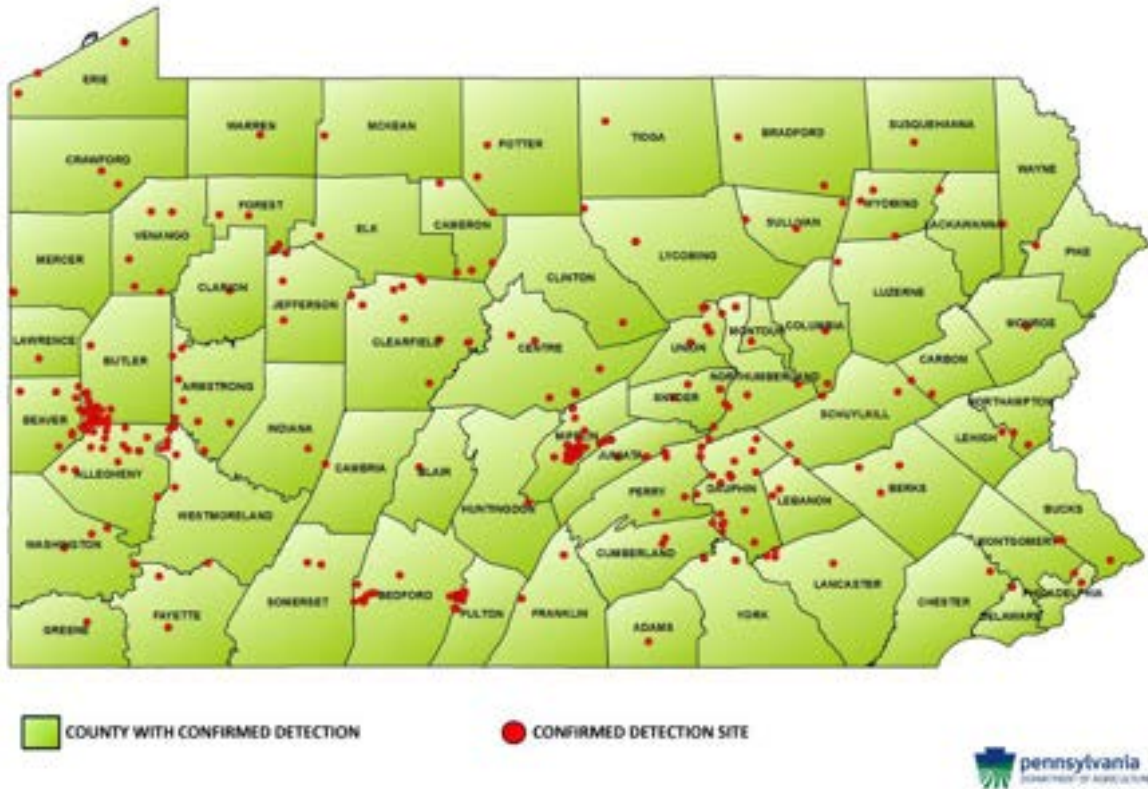 ERIE
WARREN
MCKEAN
POTTER
TIOGA
BRADFORD
SUSQUEHANNA
WAYNE
CRAWFORD
FOREST
ELK
CAMERON
SULLIVAN
WYOMING
LACKAWANNA
PIKE
MERCER
VENANGO
CLARION
JEFFERSON
CLINTON
LYCOMING
LUZERNE
MONROE
LAWRENCE
BUTLER
ARMSTRONG
CLEARFIELD
CENTRE
UNION
MONTOUR
COLUMBIA
CARBON
NORTHUMBERLAND
SNYDER
SCHUYLKILL
NORTHAMPTON
LEHIGH
BEAVER
ALLEGHENY
INDIANA
CAMBRIA
BLAIR
MIFFLIN
JUNIATA
PERRY
DAUPHIN
LEBANON
BERKS
BUCKS
HUNTINGDON
WESTMORELAND
WASHINGTON
CUMBERLAND
MONTGOMERY
LANCASTER
CHESTER
PHILADELPHIA
DELAWARE
GREENE
FAYETTE
SOMERSET
BEDFORD
FULTON
FRANKLIN
ADAMS
YORK
COUNTY WITH CONFIRMED DETECTION
CONFIRMED DETECTION SITE
pennsylvania
DEPARTMENT OF AGRICULTURE